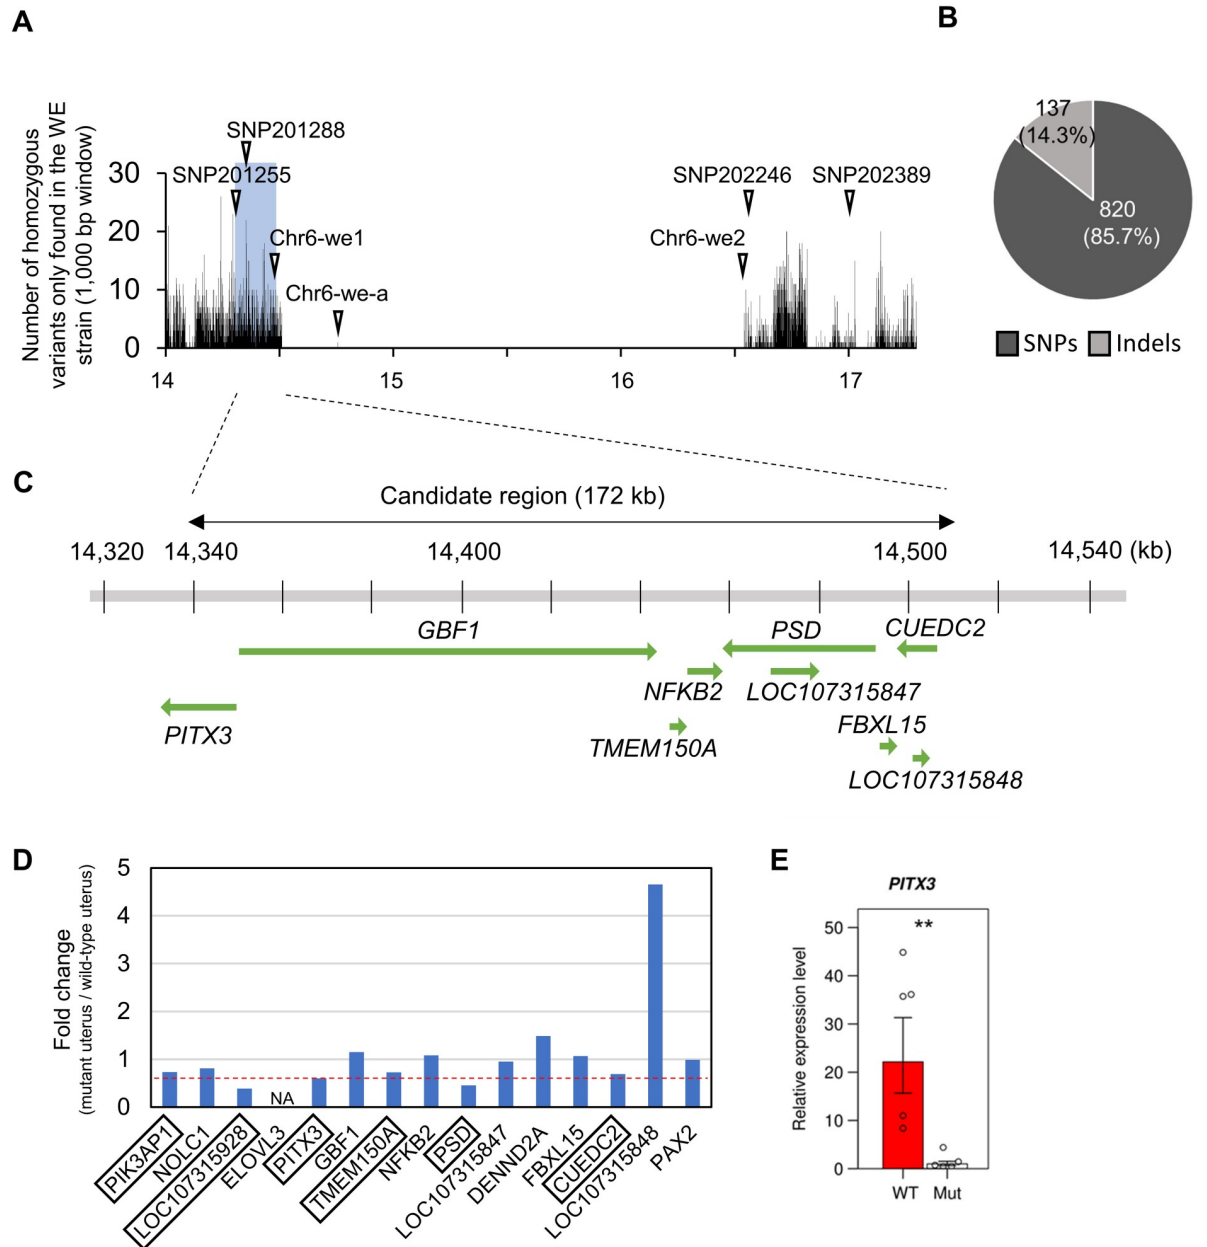 A
Number of homozygous
variants only found in the WE
strain (1,000 bp window)
30
20
10
0
SNP201288
SNP201255
Chr6-we1
Chr6-we-a
SNP202246
SNP202389
Chr6-we2
14
15
16
17
B
137
(14.3%)
820
(85.7%)
SNPs
Indels
C
Candidate region (172 kb)
14,320
14,340
14,400
14,500
14,540 (kb)
GBF1
PSD
CUEDC2
NFKB2
LOC107315847
PITX3
FBXL15
TMEM150A
LOC107315848
D
Fold change
(mutant uterus / wild-type uterus)
5
4
3
2
1
0
NA
PIK3AP1
NOLC1
LOC107315928
ELOVL3
PITX3
GBF1
TMEM150A
NFKB2
PSD
LOC107315847
DENND2A
FBXL15
CUEDC2
LOC107315848
PAX2
E
PITX3
Relative expression level
50
40
30
20
10
0
**
WT
Mut